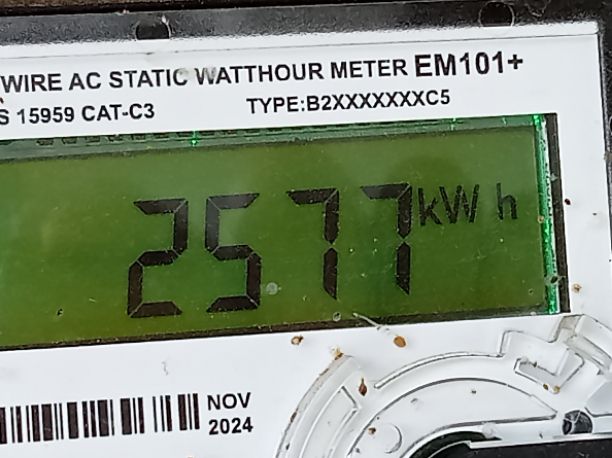 WIRE AC STATIC WATTHOUR METER EM101+
S 15959 CAT-C3 TYPE:B2XXXXXXXC5
2577 kWh
NOV
2024